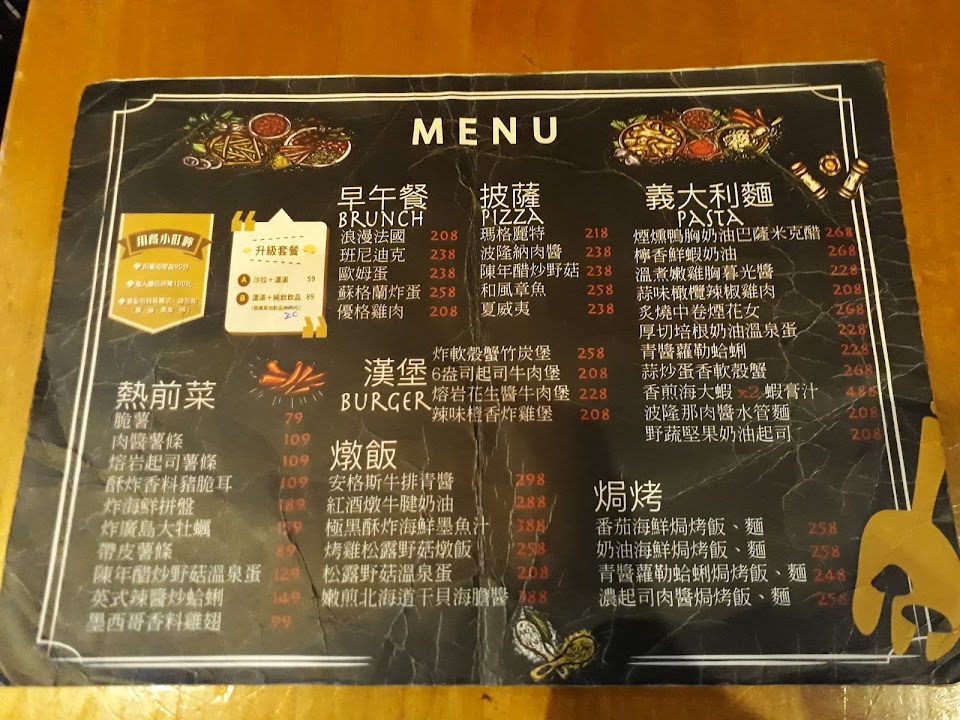 MENU
用餐小叮嚀
升級套餐
A 沙拉+濃湯 59
B 濃湯+純飲飲品 89
早午餐
BRUNCH
浪漫法國 208
班尼迪克 238
歐姆蛋 238
蘇格蘭炸蛋 258
優格雞肉 208
披薩
PIZZA
瑪格麗特 218
波隆納肉醬 238
陳年醋炒野菇 238
和風章魚 258
夏威夷 238
義大利麵
PASTA
煙燻鴨胸奶油巴薩米克醋 268
檸香鮮蝦奶油 268
溫煮嫩雞胸暮光醬 228
蒜味橄欖辣椒雞肉 208
炙燒中卷煙花女 268
厚切培根奶油溫泉蛋 228
青醬蘿勒蛤蜊 228
蒜炒蛋香軟殼蟹 268
香煎海大蝦 x2 蝦膏汁 488
波隆那肉醬水管麵 208
野蔬堅果奶油起司 208
漢堡
BURGER
炸軟殼蟹竹炭堡 258
6盎司起司牛肉堡 208
熔岩花生醬牛肉堡 228
辣味橙香炸雞堡 208
熱前菜
脆薯 79
肉醬薯條 109
熔岩起司薯條 109
酥炸香料豬脆耳 109
炸海鮮拼盤 189
炸廣島大牡蠣
帶皮薯條 89
陳年醋炒野菇溫泉蛋 129
英式辣醬炒蛤蜊 149
墨西哥香料雞翅 99
燉飯
安格斯牛排青醬 298
紅酒燉牛腱奶油 288
極黑酥炸海鮮墨魚汁 388
烤雞松露野菇燉飯 258
松露野菇溫泉蛋 208
嫩煎北海道干貝海膽醬 388
焗烤
番茄海鮮焗烤飯、麵 258
奶油海鮮焗烤飯、麵 258
青醬蘿勒蛤蜊焗烤飯、麵 248
濃起司肉醬焗烤飯、麵 258